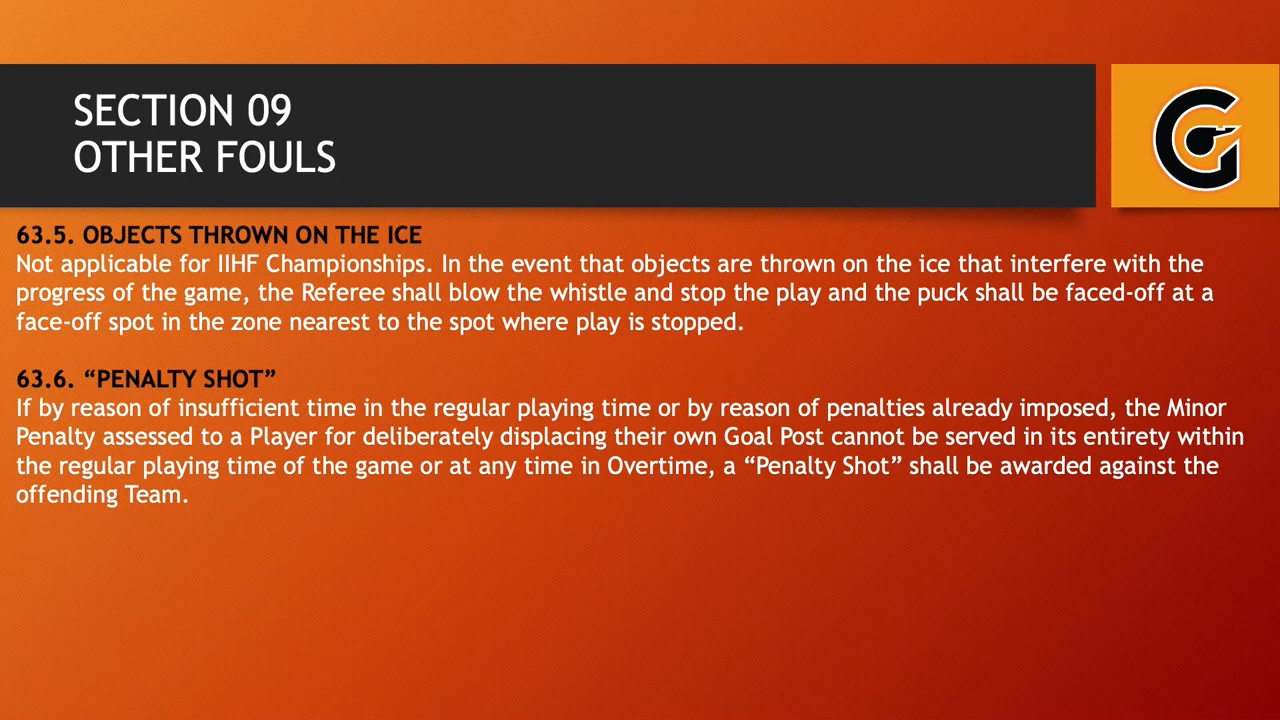 SECTION 09
OTHER FOULS
63.5. OBJECTS THROWN ON THE ICE
Not applicable for IIHF Championships. In the event that objects are thrown on the ice that interfere with the
progress of the game, the Referee shall blow the whistle and stop the play and the puck shall be faced-off at a
face-off spot in the zone nearest to the spot where play is stopped.
63.6. “PENALTY SHOT”
If by reason of insufficient time in the regular playing time or by reason of penalties already imposed, the Minor
Penalty assessed to a Player for deliberately displacing their own Goal Post cannot be served in its entirety within
the regular playing time of the game or at any time in Overtime, a “Penalty Shot” shall be awarded against the
offending Team.